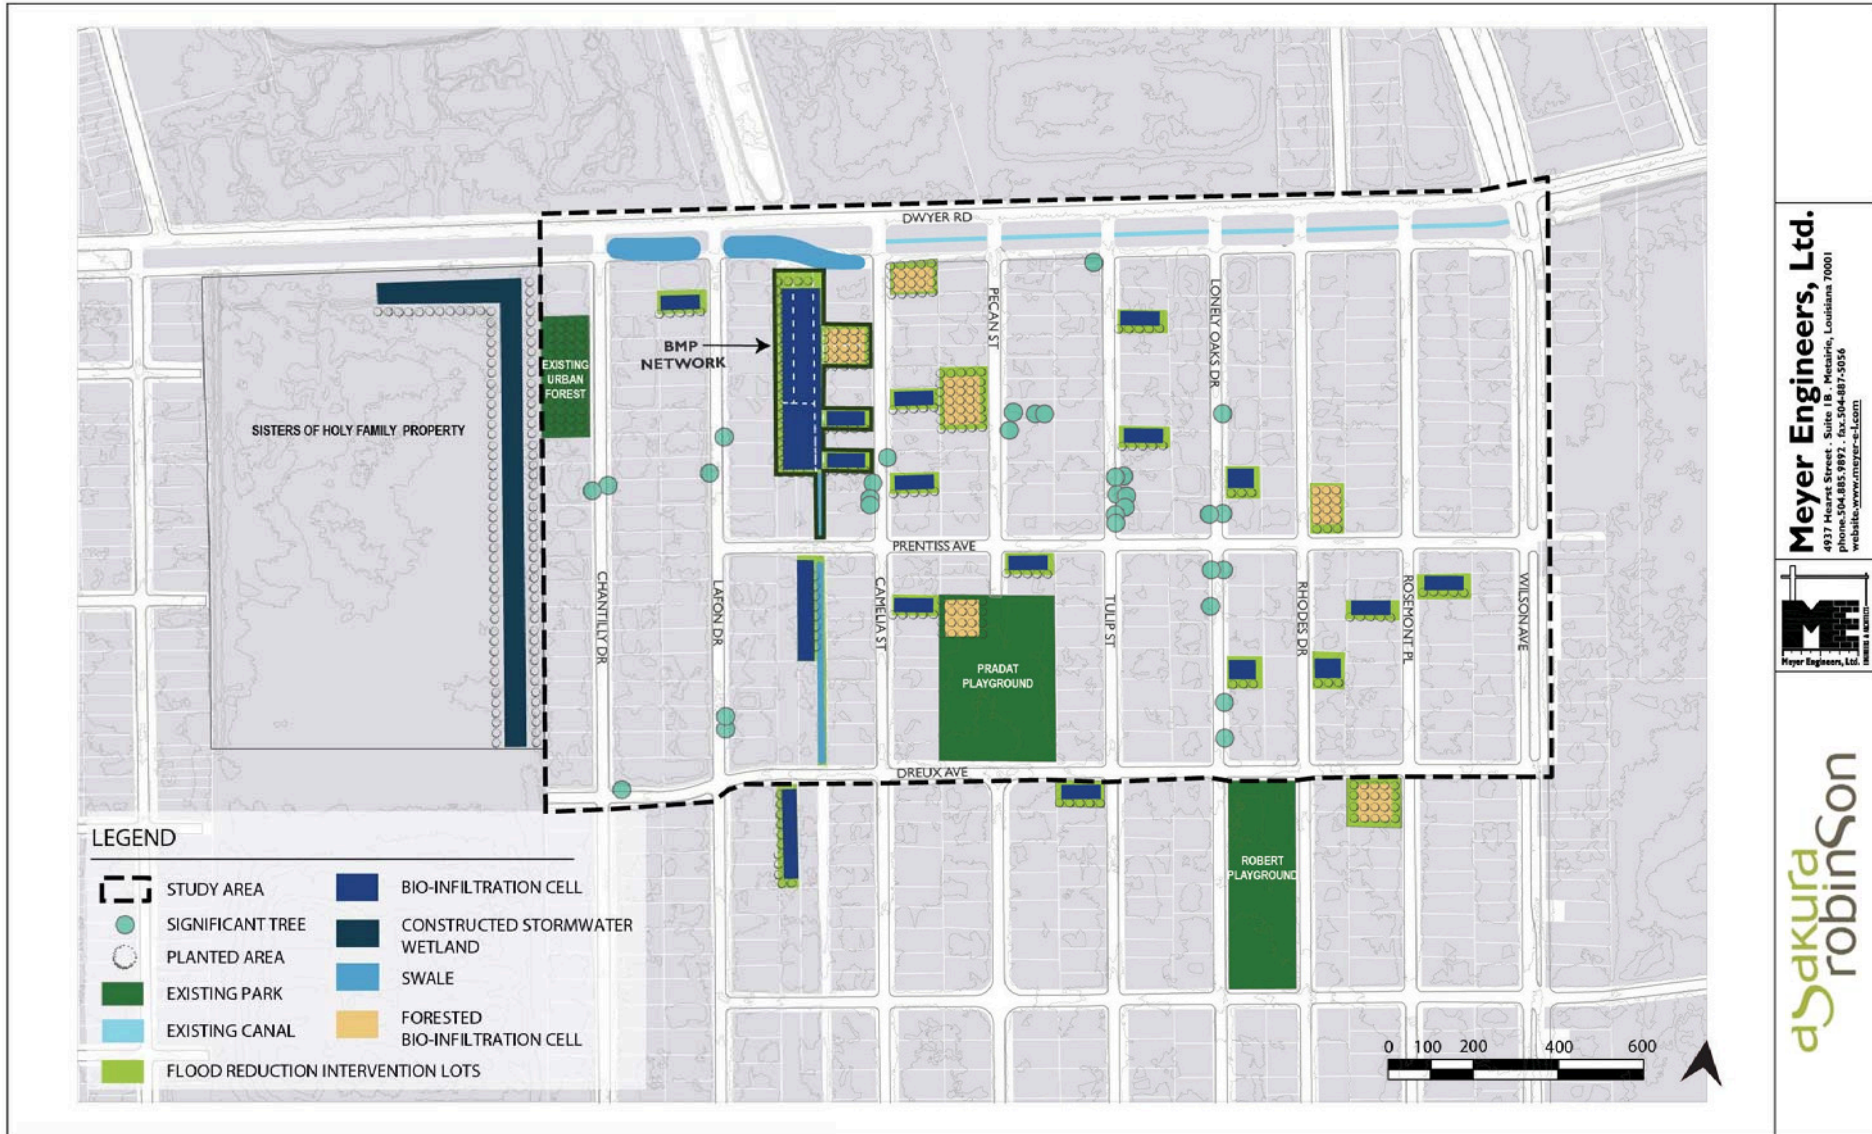 DWYER RD
PECAN ST
LONELY OAKS DR
BMP
NETWORK
EXISTING
URBAN
FOREST
SISTERS OF HOLY FAMILY PROPERTY
PRENTISS AVE
CHANTILLY DR
LAFON DR
CAMELIA ST
TULIP ST
RHODES DR
ROSEMONT PL
WILSON AVE
PRADAT
PLAYGROUND
DREUX AVE
ROBERT
PLAYGROUND
LEGEND
STUDY AREA
SIGNIFICANT TREE
PLANTED AREA
EXISTING PARK
EXISTING CANAL
FLOOD REDUCTION INTERVENTION LOTS
BIO-INFILTRATION CELL
CONSTRUCTED STORMWATER
WETLAND
SWALE
FORESTED
BIO-INFILTRATION CELL
0 100 200 400 600
Meyer Engineers, Ltd.
4937 Hearst Street . Suite 1B . Metairie, Louisiana 70001
phone.504.885.9892 . fax.504-887-5056
website.www.meyer-e-l.com
Meyer Engineers, Ltd.
ENGINEERS & ARCHITECTS
asakura
robinson